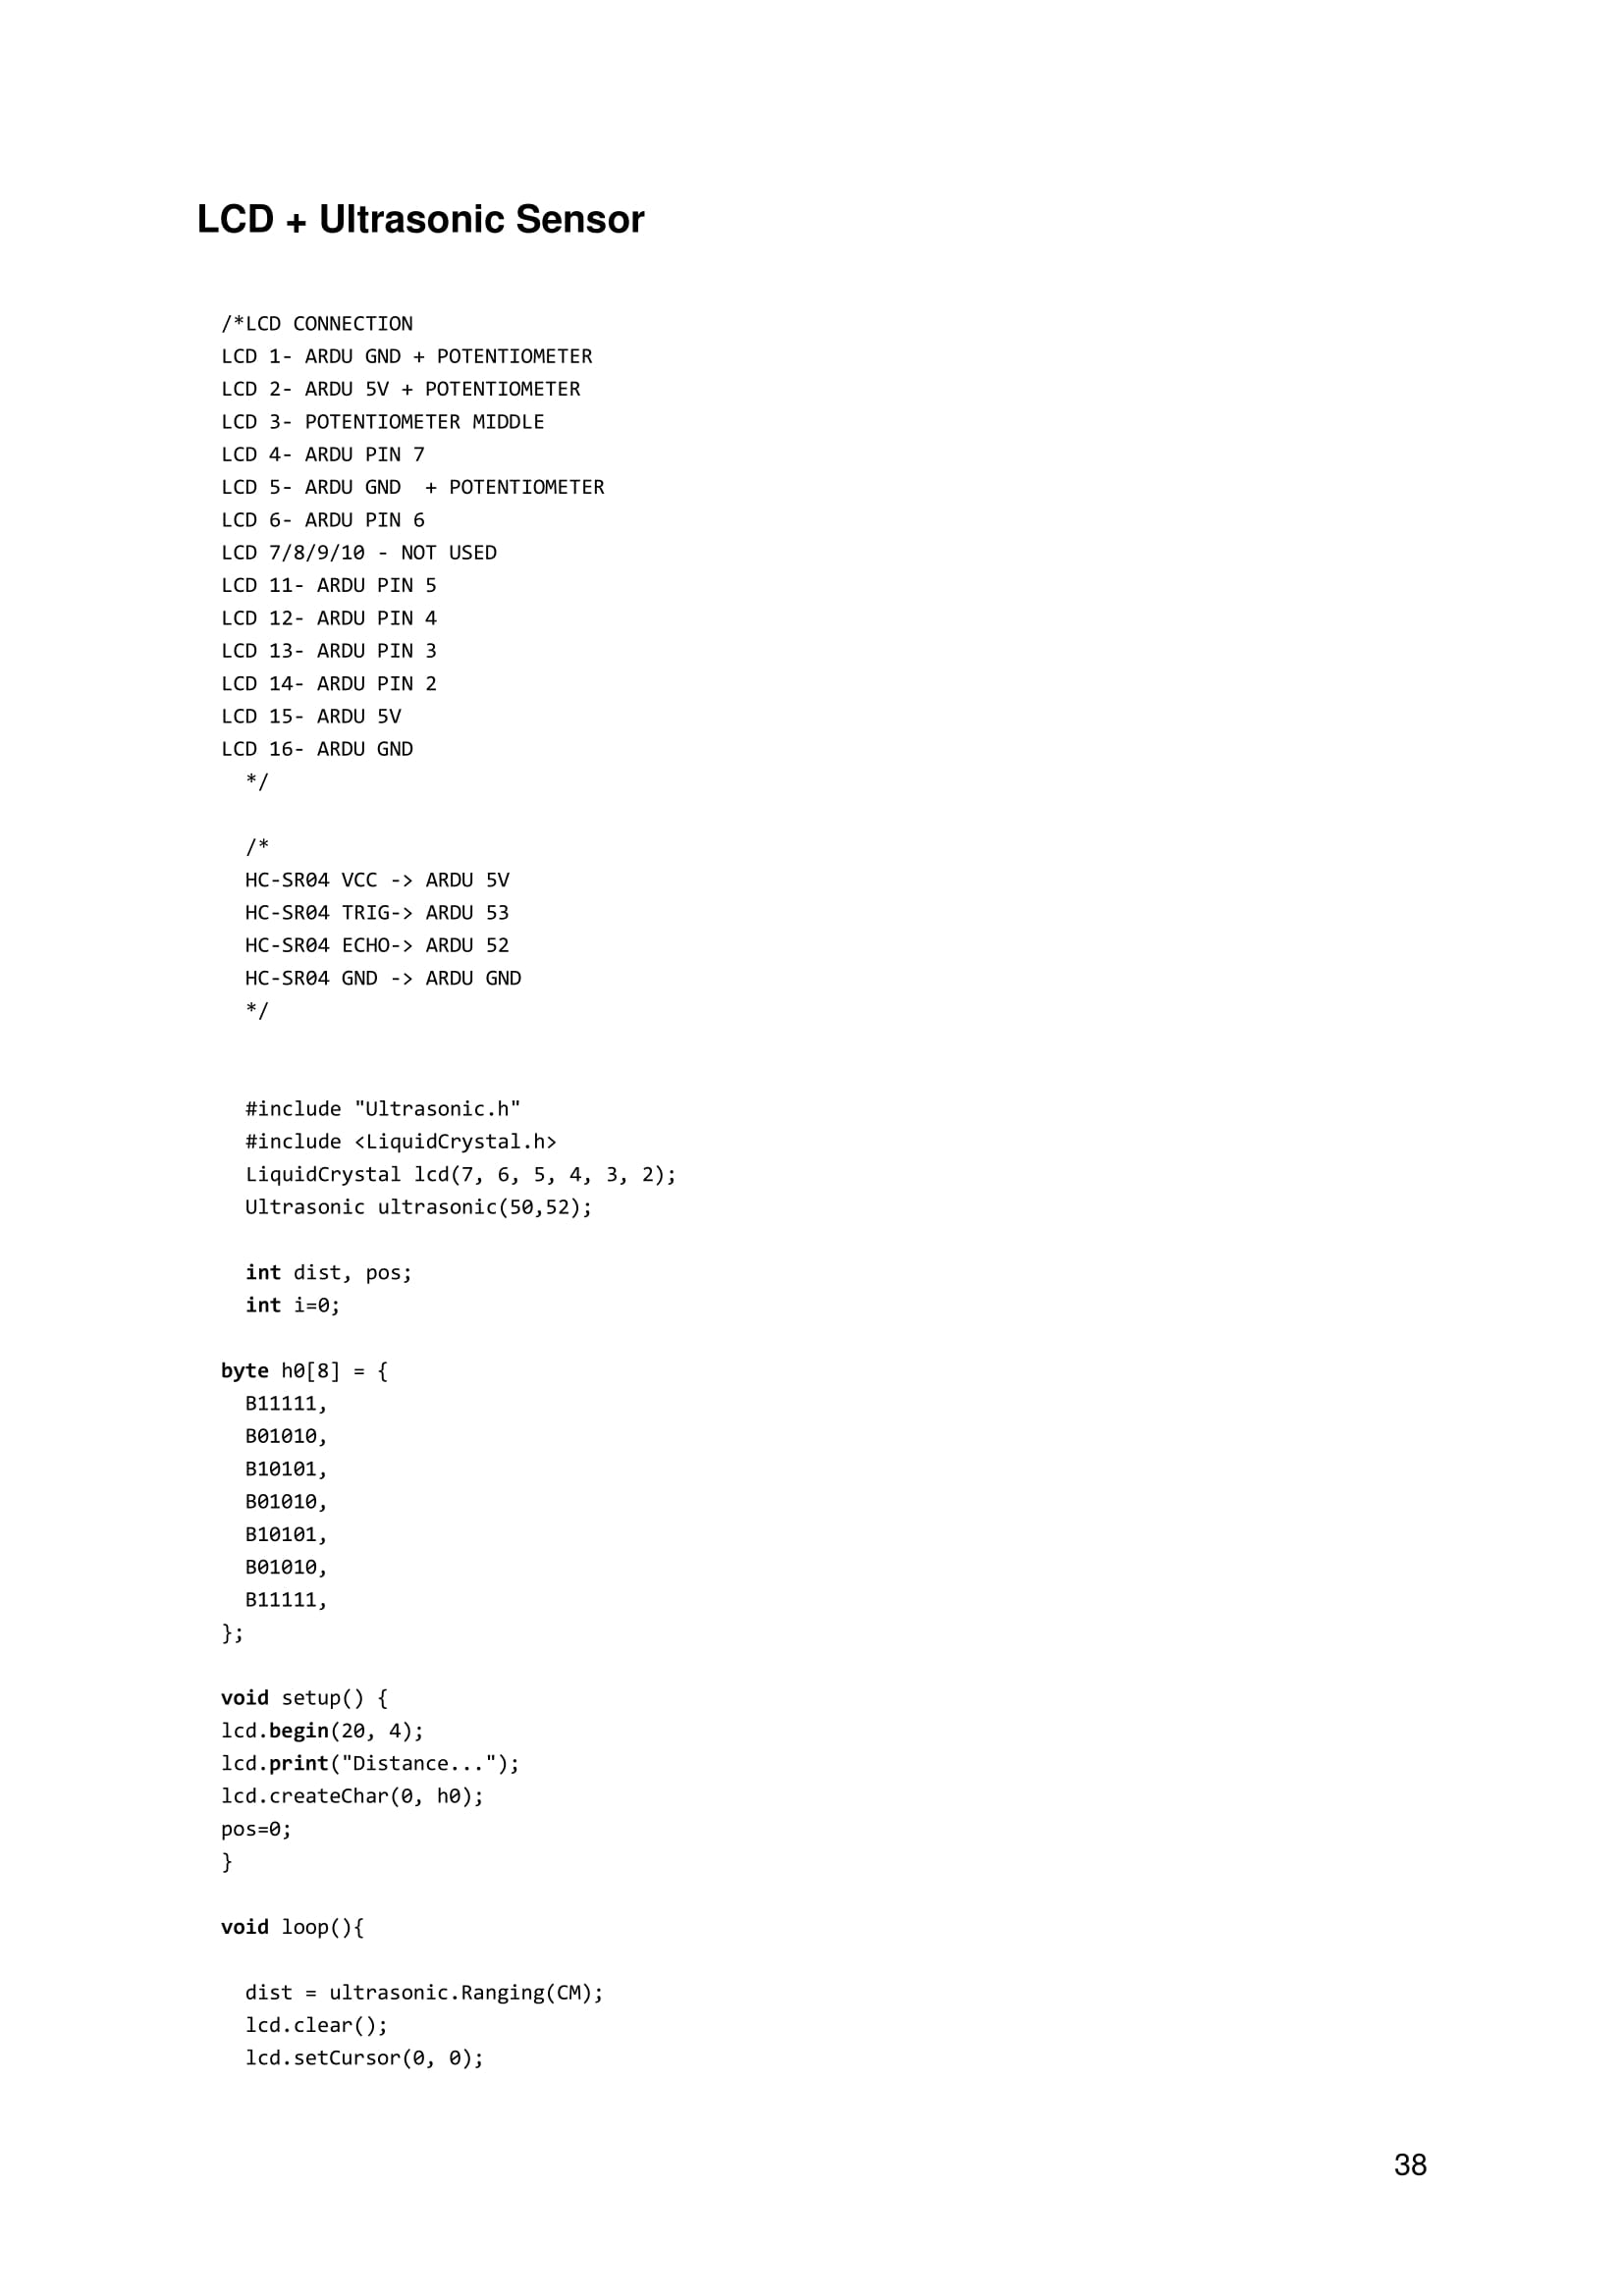 LCD + Ultrasonic Sensor
/*LCD CONNECTION
LCD 1- ARDU GND + POTENTIOMETER
LCD 2- ARDU 5V + POTENTIOMETER
LCD 3- POTENTIOMETER MIDDLE
LCD 4- ARDU PIN 7
LCD 5- ARDU GND  + POTENTIOMETER
LCD 6- ARDU PIN 6
LCD 7/8/9/10 - NOT USED
LCD 11- ARDU PIN 5
LCD 12- ARDU PIN 4
LCD 13- ARDU PIN 3
LCD 14- ARDU PIN 2
LCD 15- ARDU 5V
LCD 16- ARDU GND
  */
  /*
  HC-SR04 VCC -> ARDU 5V
  HC-SR04 TRIG-> ARDU 53
  HC-SR04 ECHO-> ARDU 52
  HC-SR04 GND -> ARDU GND
  */
  #include "Ultrasonic.h"
  #include <LiquidCrystal.h>
  LiquidCrystal lcd(7, 6, 5, 4, 3, 2);
  Ultrasonic ultrasonic(50,52);
  int dist, pos;
  int i=0;
byte h0[8] = {
  B11111,
  B01010,
  B10101,
  B01010,
  B10101,
  B01010,
  B11111,
};
void setup() {
lcd.begin(20, 4);
lcd.print("Distance...");
lcd.createChar(0, h0);
pos=0;
}
void loop(){
  dist = ultrasonic.Ranging(CM);
  lcd.clear();
  lcd.setCursor(0, 0);
38